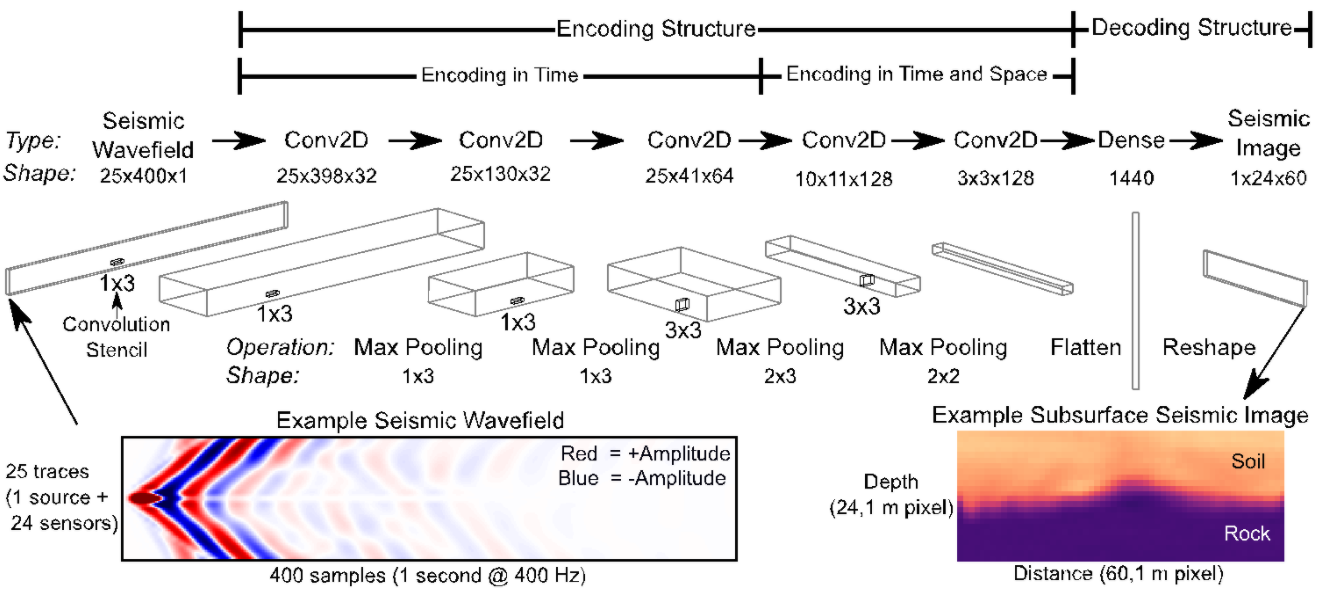 Encoding Structure
Decoding Structure
Encoding in Time
Encoding in Time and Space
Type:
Seismic
Wavefield
Conv2D
Conv2D
Conv2D
Conv2D
Conv2D
Dense
Seismic
Image
Shape:
25x400x1
25x398x32
25x130x32
25x41x64
10x11x128
3x3x128
1440
1x24x60
1x3
1x3
1x3
3x3
3x3
Convolution
Stencil
Operation:
Max Pooling
Max Pooling
Max Pooling
Max Pooling
Flatten
Reshape
Shape:
1x3
1x3
2x3
2x2
Example Seismic Wavefield
Red = +Amplitude
Blue = -Amplitude
25 traces
(1 source +
24 sensors)
400 samples (1 second @ 400 Hz)
Example Subsurface Seismic Image
Soil
Rock
Depth
(24,1 m pixel)
Distance (60,1 m pixel)